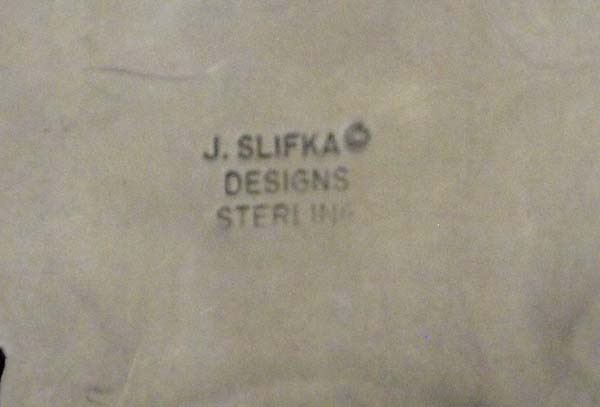 J. SLIFKA©
DESIGNS
STERLING